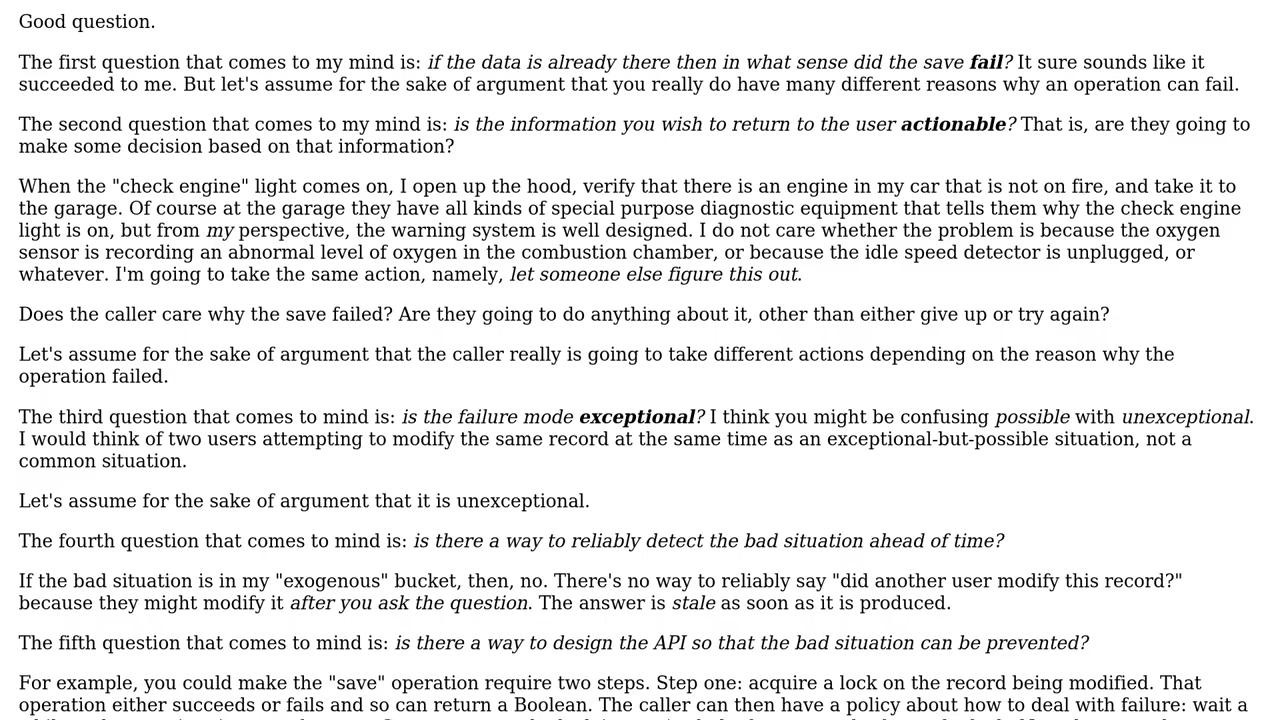 Good question.
The first question that comes to my mind is: if the data is already there then in what sense did the save fail? It sure sounds like it
succeeded to me. But let's assume for the sake of argument that you really do have many different reasons why an operation can fail.
The second question that comes to my mind is: is the information you wish to return to the user actionable? That is, are they going to
make some decision based on that information?
When the "check engine" light comes on, I open up the hood, verify that there is an engine in my car that is not on fire, and take it to
the garage. Of course at the garage they have all kinds of special purpose diagnostic equipment that tells them why the check engine
light is on, but from my perspective, the warning system is well designed. I do not care whether the problem is because the oxygen
sensor is recording an abnormal level of oxygen in the combustion chamber, or because the idle speed detector is unplugged, or
whatever. I'm going to take the same action, namely, let someone else figure this out.
Does the caller care why the save failed? Are they going to do anything about it, other than either give up or try again?
Let's assume for the sake of argument that the caller really is going to take different actions depending on the reason why the
operation failed.
The third question that comes to mind is: is the failure mode exceptional? I think you might be confusing possible with unexceptional.
I would think of two users attempting to modify the same record at the same time as an exceptional-but-possible situation, not a
common situation.
Let's assume for the sake of argument that it is unexceptional.
The fourth question that comes to mind is: is there a way to reliably detect the bad situation ahead of time?
If the bad situation is in my "exogenous" bucket, then, no. There's no way to reliably say "did another user modify this record?"
because they might modify it after you ask the question. The answer is stale as soon as it is produced.
The fifth question that comes to mind is: is there a way to design the API so that the bad situation can be prevented?
For example, you could make the "save" operation require two steps. Step one: acquire a lock on the record being modified. That
operation either succeeds or fails and so can return a Boolean. The caller can then have a policy about how to deal with failure: wait a